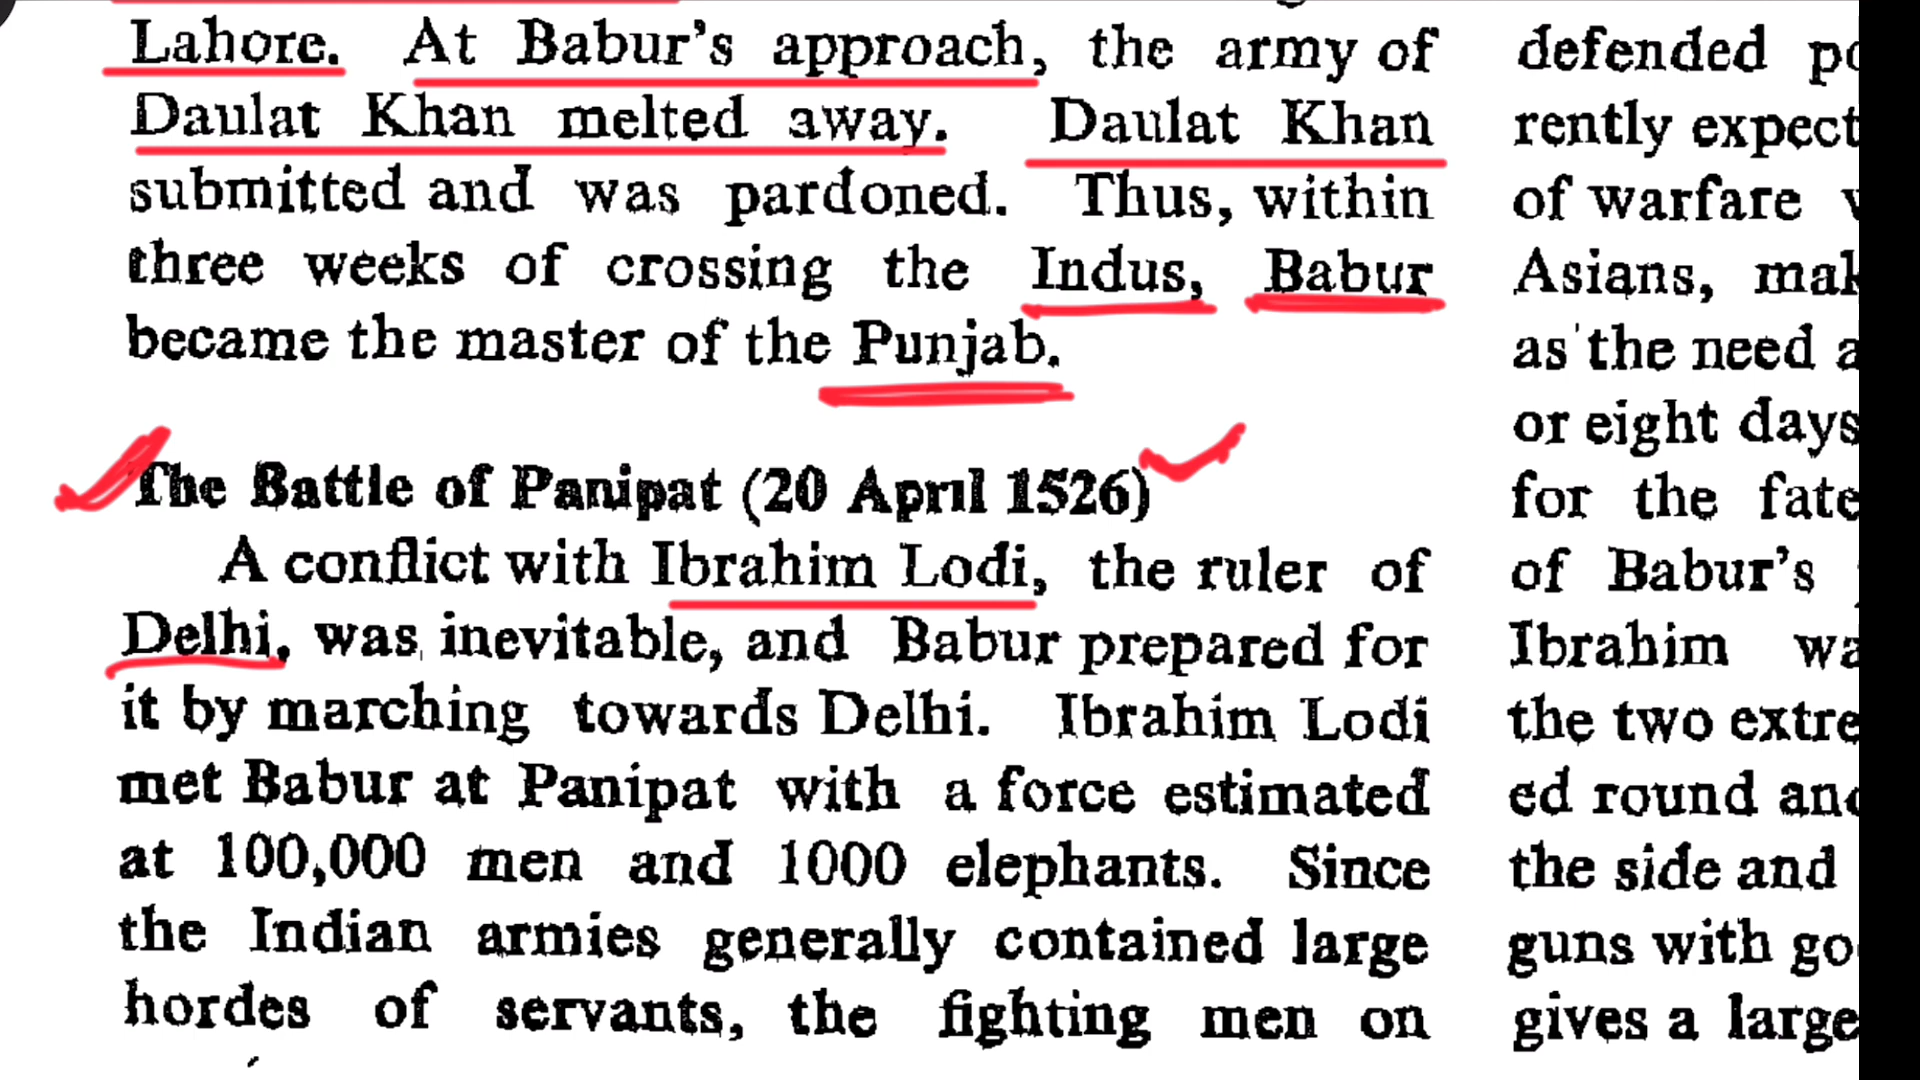 Lahore. At Babur's approach, the army of
Daulat Khan melted away. Daulat Khan
submitted and was pardoned. Thus, within
three weeks of crossing the Indus, Babur
became the master of the Punjab.
The Battle of Panipat (20 April 1526)
A conflict with Ibrahim Lodi, the ruler of
Delhi, was inevitable, and Babur prepared for
it by marching towards Delhi. Ibrahim Lodi
met Babur at Panipat with a force estimated
at 100,000 men and 1000 elephants. Since
the Indian armies generally contained large
hordes of servants, the fighting men on
defended
rently expect
of warfare
Asians, mak
as the need a
or eight days
for the fate
of Babur's
Ibrahim wa
the two extre
ed round and
the side and
guns with go
gives a large